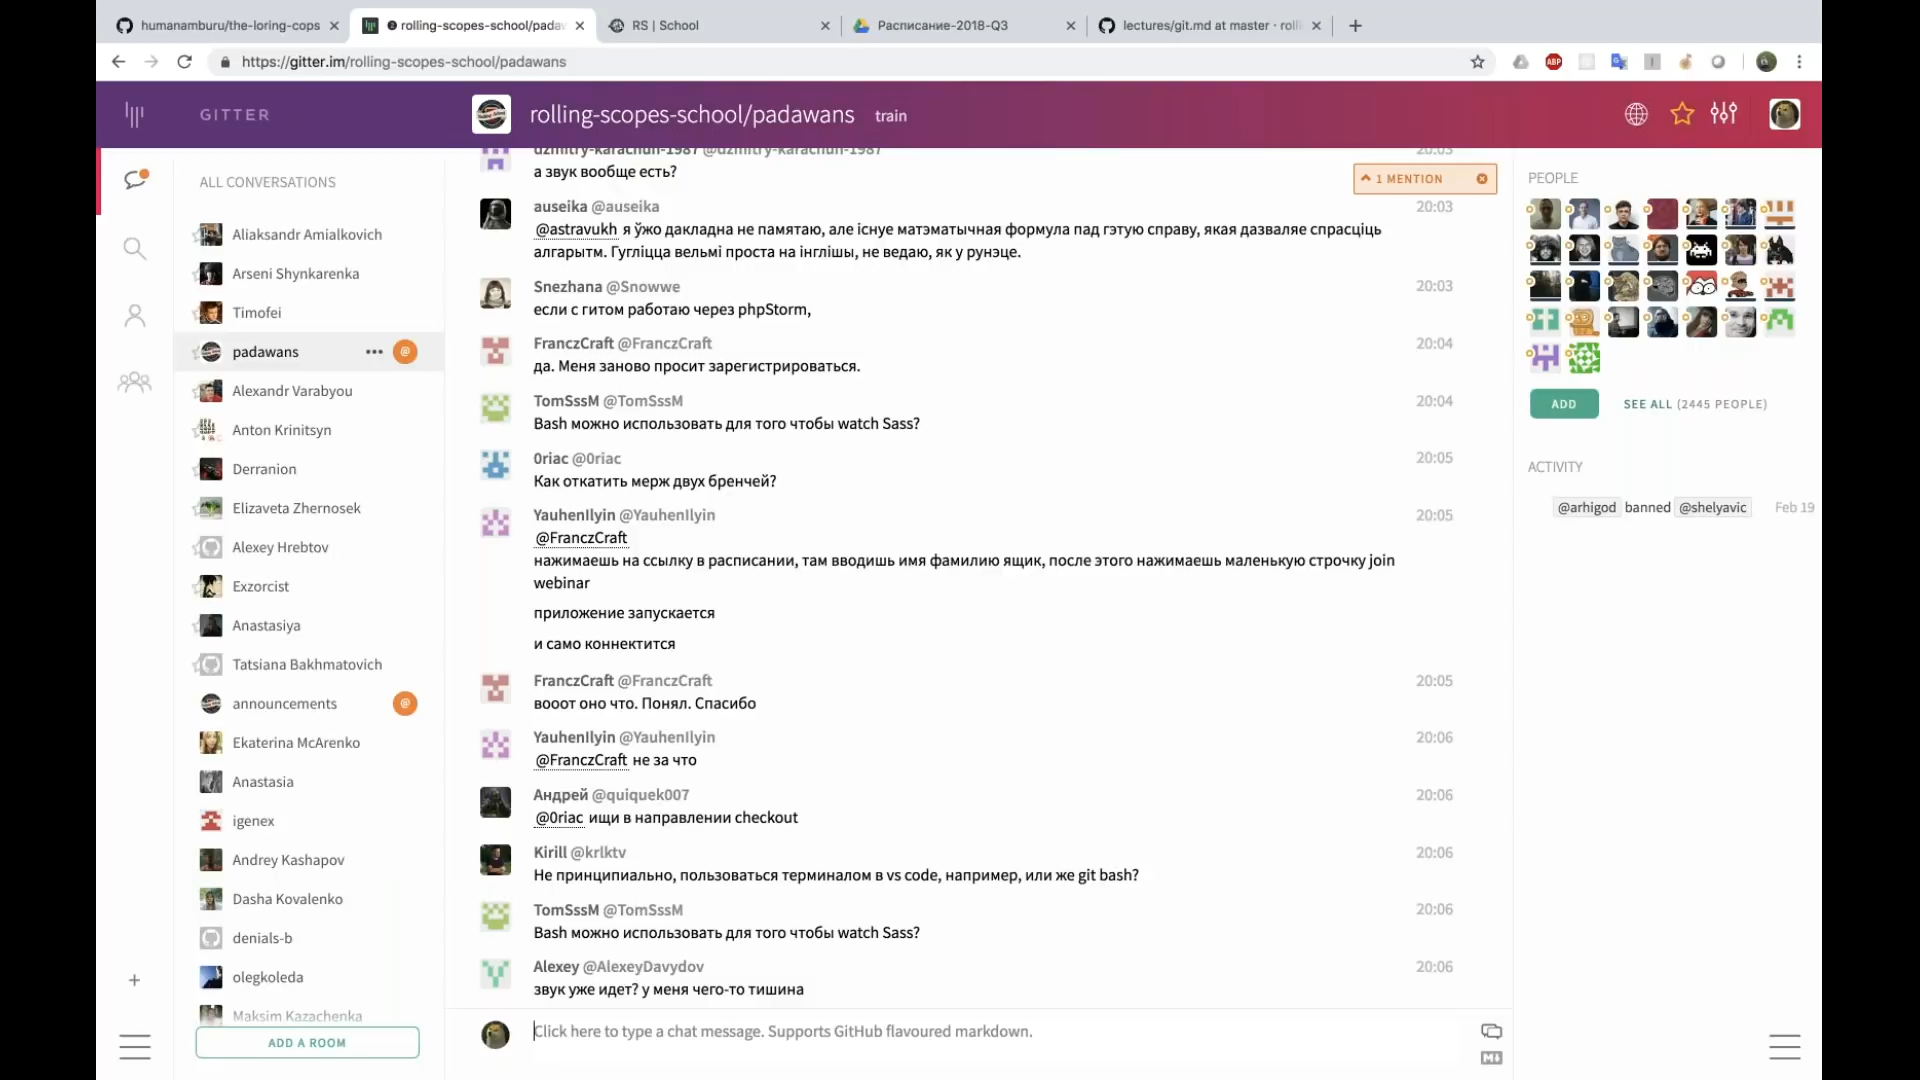 humanamburu/the-loring-cops
rolling-scopes-school/padaw
RS | School
Расписание-2018-Q3
lectures/git.md at master · roll
https://gitter.im/rolling-scopes-school/padawans
ABP
GITTER
rolling-scopes-school/padawans train
ALL CONVERSATIONS
Aliaksandr Amialkovich
Arseni Shynkarenka
Timofei
padawans
@
Alexandr Varabyou
Anton Krinitsyn
Derranion
Elizaveta Zhernosek
Alexey Hrebtov
Exzorcist
Anastasiya
Tatsiana Bakhmatovich
announcements
@
Ekaterina McArenko
Anastasia
igenex
Andrey Kashapov
Dasha Kovalenko
denials-b
olegkoleda
Maksim Kazachenka
ADD A ROOM
dzmitry-karachun-1987 @dzmitry-karachun-1987 20:03
а звук вообще есть?
1 MENTION
auseika @auseika 20:03
@astravukh я ўжо дакладна не памятаю, але існуе матэматычная формула пад гэтую справу, якая дазваляе спрасціць
алгарытм. Гугліцца вельмі проста на інглішы, не ведаю, як у рунэце.
Snezhana @Snowwe 20:03
если с гитом работаю через phpStorm,
FranczCraft @FranczCraft 20:04
да. Меня заново просит зарегистрироваться.
TomSssM @TomSssM 20:04
Bash можно использовать для того чтобы watch Sass?
0riac @0riac 20:05
Как откатить мерж двух бренчей?
YauhenIlyin @YauhenIlyin 20:05
@FranczCraft
нажимаешь на ссылку в расписании, там вводишь имя фамилию ящик, после этого нажимаешь маленькую строчку join
webinar
приложение запускается
и само коннектится
FranczCraft @FranczCraft 20:05
вооот оно что. Понял. Спасибо
YauhenIlyin @YauhenIlyin 20:06
@FranczCraft не за что
Андрей @quiquek007 20:06
@0riac ищи в направлении checkout
Kirill @krlktv 20:06
Не принципиально, пользоваться терминалом в vs code, например, или же git bash?
TomSssM @TomSssM 20:06
Bash можно использовать для того чтобы watch Sass?
Alexey @AlexeyDavydov 20:06
звук уже идет? у меня чего-то тишина
Click here to type a chat message. Supports GitHub flavoured markdown.
PEOPLE
ADD
SEE ALL (2445 PEOPLE)
ACTIVITY
@arhigod banned @shelyavic Feb 19